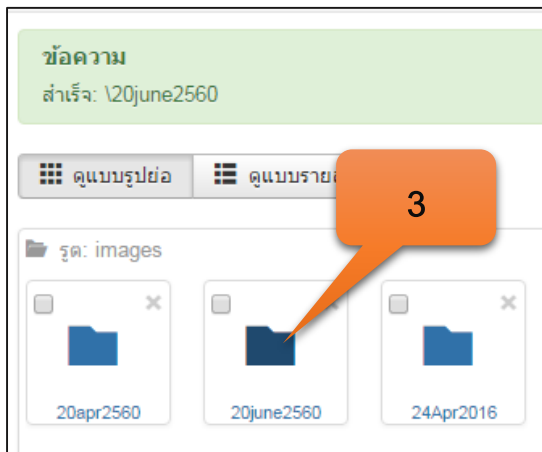 ข้อความ
สำเร็จ: \20june2560
ดูแบบรูปย่อ ดูแบบราย
3
รูต: images
20apr2560 20june2560 24Apr2016